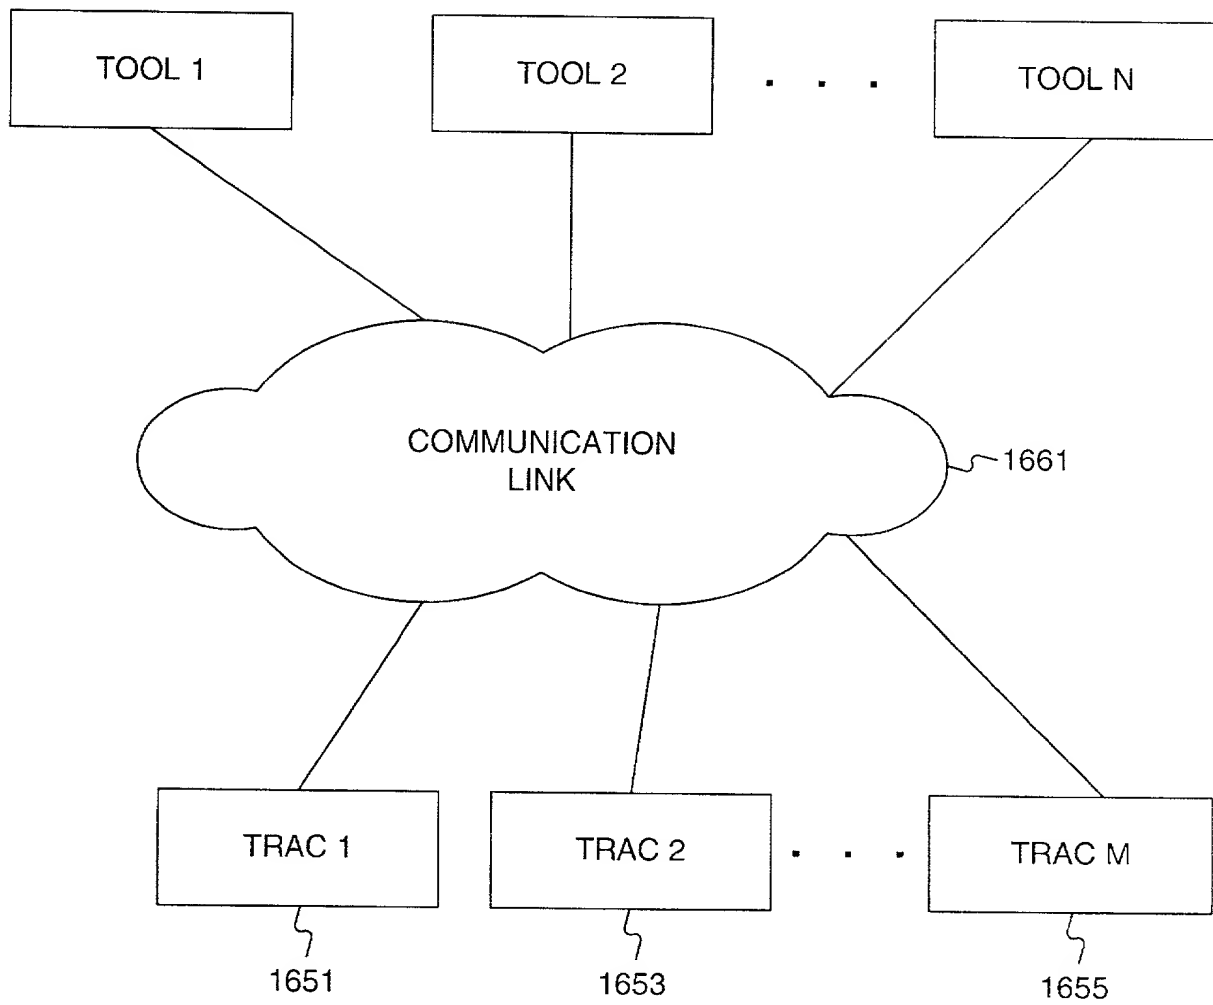 TOOL 1
TOOL 2
TOOL N
COMMUNICATION
LINK
1661
TRAC 1
TRAC 2
TRAC M
1651
1653
1655